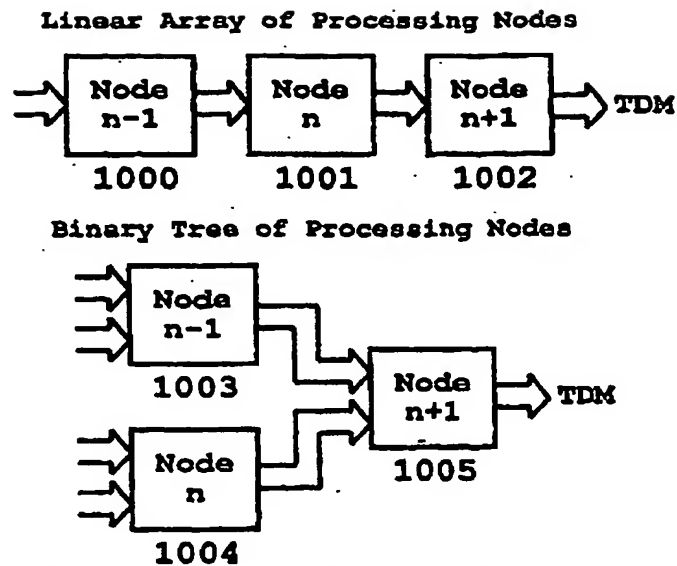 Linear Array of Processing Nodes
Node n-1
Node n
Node n+1
TDM
1000
1001
1002
Binary Tree of Processing Nodes
Node n-1
1003
Node n+1
TDM
1005
Node n
1004